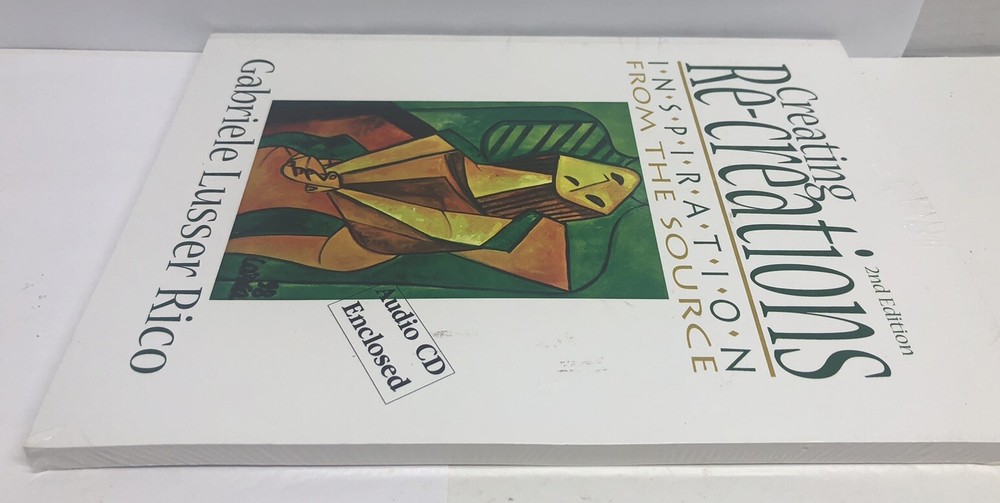 Creating
Re-creations
2nd Edition
I·N·S·P·I·R·A·T·I·O·N
FROM THE SOURCE
Audio CD
Enclosed
Gabriele Lusser Rico